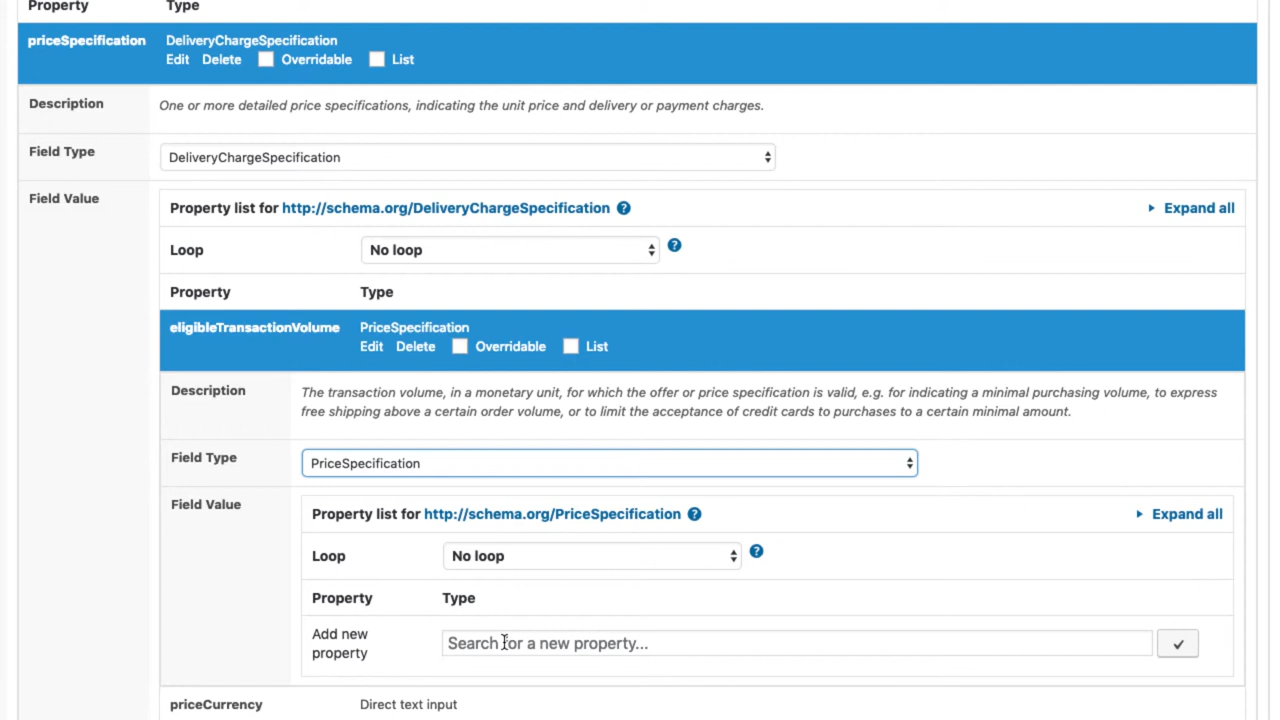 Property Type
priceSpecification DeliveryChargeSpecification
Edit Delete Overridable List
Description One or more detailed price specifications, indicating the unit price and delivery or payment charges.
Field Type DeliveryChargeSpecification
Field Value
Property list for http://schema.org/DeliveryChargeSpecification ? Expand all
Loop No loop ?
Property Type
eligibleTransactionVolume PriceSpecification
Edit Delete Overridable List
Description The transaction volume, in a monetary unit, for which the offer or price specification is valid, e.g. for indicating a minimal purchasing volume, to express
free shipping above a certain order volume, or to limit the acceptance of credit cards to purchases to a certain minimal amount.
Field Type PriceSpecification
Field Value
Property list for http://schema.org/PriceSpecification ? Expand all
Loop No loop ?
Property Type
Add new
property
Search for a new property...
priceCurrency Direct text input